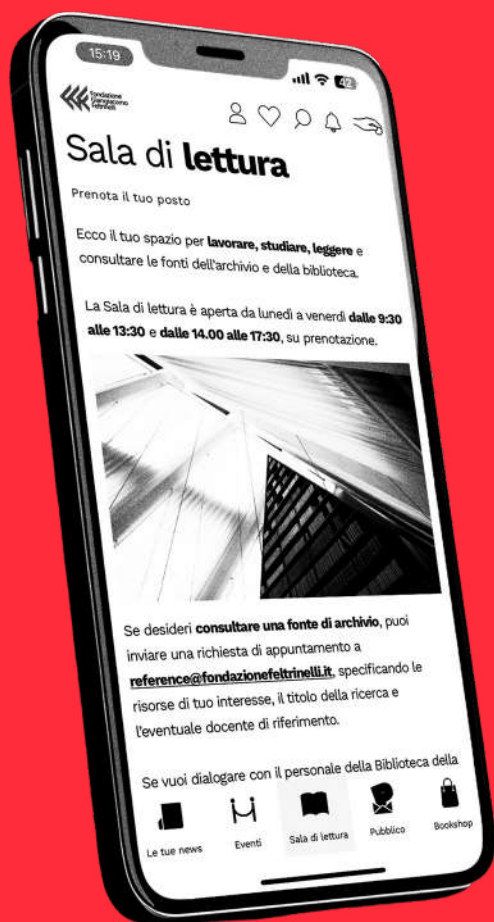 15:19
42
Fondazione
Giangiacomo
Feltrinelli
Sala di lettura
Prenota il tuo posto
Ecco il tuo spazio per lavorare, studiare, leggere e
consultare le fonti dell'archivio e della biblioteca.
La Sala di lettura è aperta da lunedì a venerdì dalle 9:30
alle 13:30 e dalle 14.00 alle 17:30, su prenotazione.
Se desideri consultare una fonte di archivio, puoi
inviare una richiesta di appuntamento a
reference@fondazionefeltrinelli.it, specificando le
risorse di tuo interesse, il titolo della ricerca e
l'eventuale docente di riferimento.
Se vuoi dialogare con il personale della Biblioteca della
Le tue news
Eventi
Sala di lettura
Pubblico
Bookshop